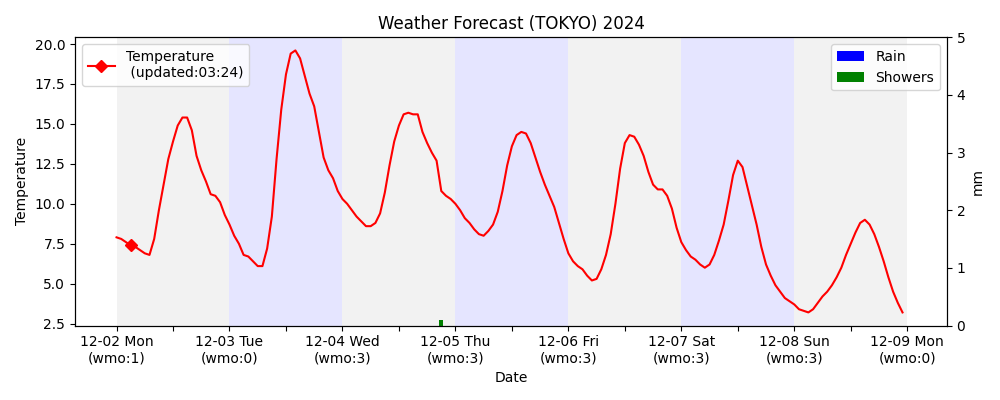 Weather Forecast (TOKYO) 2024
Temperature
(updated:03:24)
Rain
Showers
Temperature
20.0
17.5
15.0
12.5
10.0
7.5
5.0
2.5
5
4
3
2
1
0
mm
12-02 Mon
(wmo:1)
12-03 Tue
(wmo:0)
12-04 Wed
(wmo:3)
12-05 Thu
(wmo:3)
12-06 Fri
(wmo:3)
12-07 Sat
(wmo:3)
12-08 Sun
(wmo:3)
12-09 Mon
(wmo:0)
Date